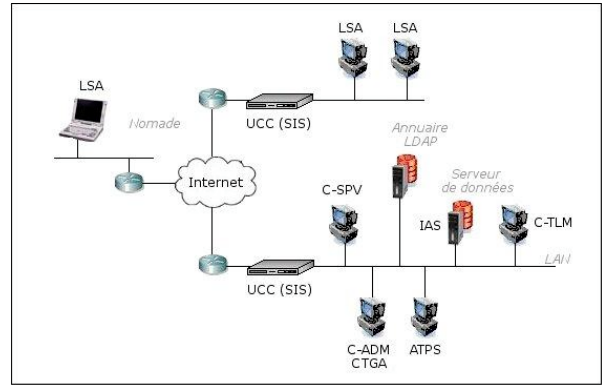 LSA
LSA
LSA
Nomade
UCC (SIS)
Annuaire
LDAP
Internet
Serveur
de données
C-SPV
IAS
C-TLM
LAN
UCC (SIS)
C-ADM
CTGA
ATPS